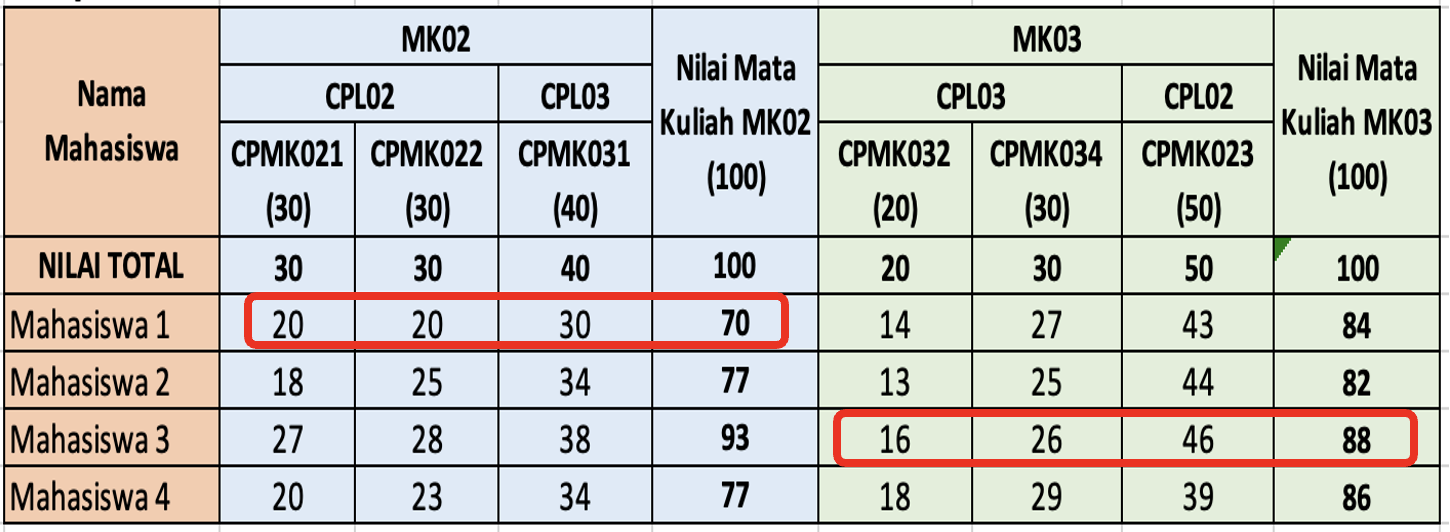 Nama
Mahasiswa
MK02
Nilai Mata
Kuliah MK02
(100)
MK03
Nilai Mata
Kuliah MK03
(100)
CPL02 CPL03 CPL03 CPL02
CPMK021 CPMK022 CPMK031 CPMK032 CPMK034 CPMK023
(30) (30) (40) (20) (30) (50)
NILAI TOTAL 30 30 40 100 20 30 50 100
Mahasiswa 1 20 20 30 70 14 27 43 84
Mahasiswa 2 18 25 34 77 13 25 44 82
Mahasiswa 3 27 28 38 93 16 26 46 88
Mahasiswa 4 20 23 34 77 18 29 39 86